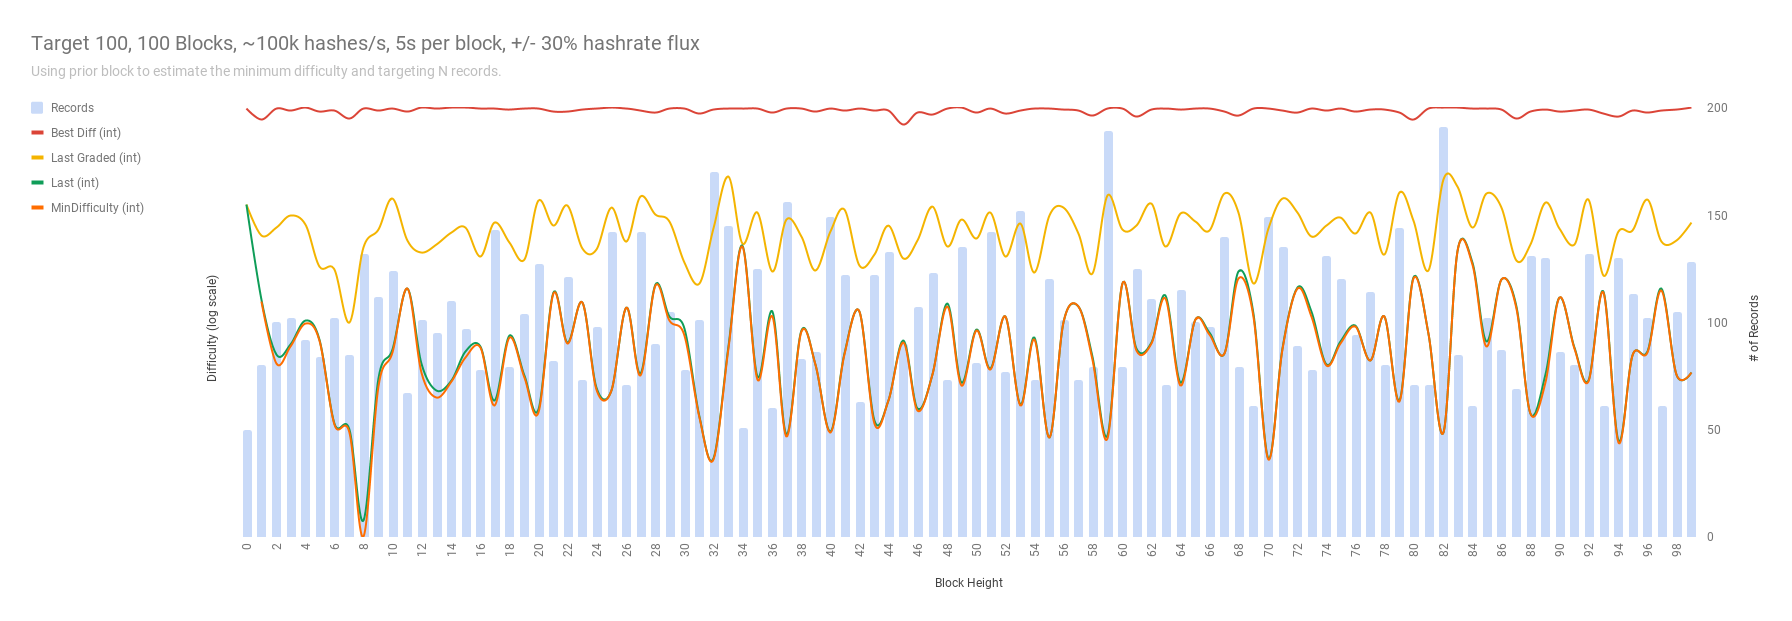 Target 100, 100 Blocks, ~100k hashes/s, 5s per block, +/- 30% hashrate flux
Using prior block to estimate the minimum difficulty and targeting N records.
Records
Best Diff (int)
Last Graded (int)
Last (int)
MinDifficulty (int)
Difficulty (log scale)
200
150
100
50
0
# of Records
0 2 4 6 8 10 12 14 16 18 20 22 24 26 28 30 32 34 36 38 40 42 44 46 48 50 52 54 56 58 60 62 64 66 68 70 72 74 76 78 80 82 84 86 88 90 92 94 96 98
Block Height